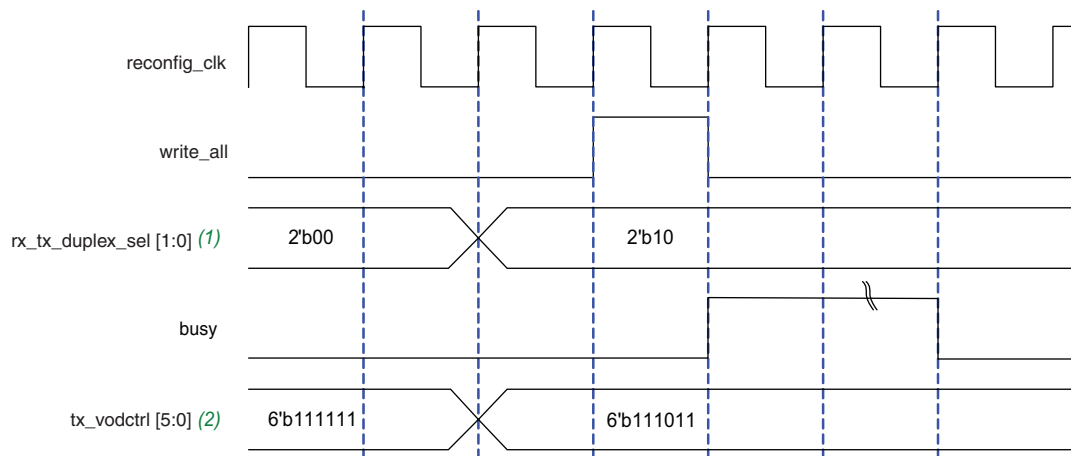 reconfig_clk
write_all
rx_tx_duplex_sel [1:0] (1) 2'b00 2'b10
busy
tx_vodctrl [5:0] (2) 6'b111111 6'b111011